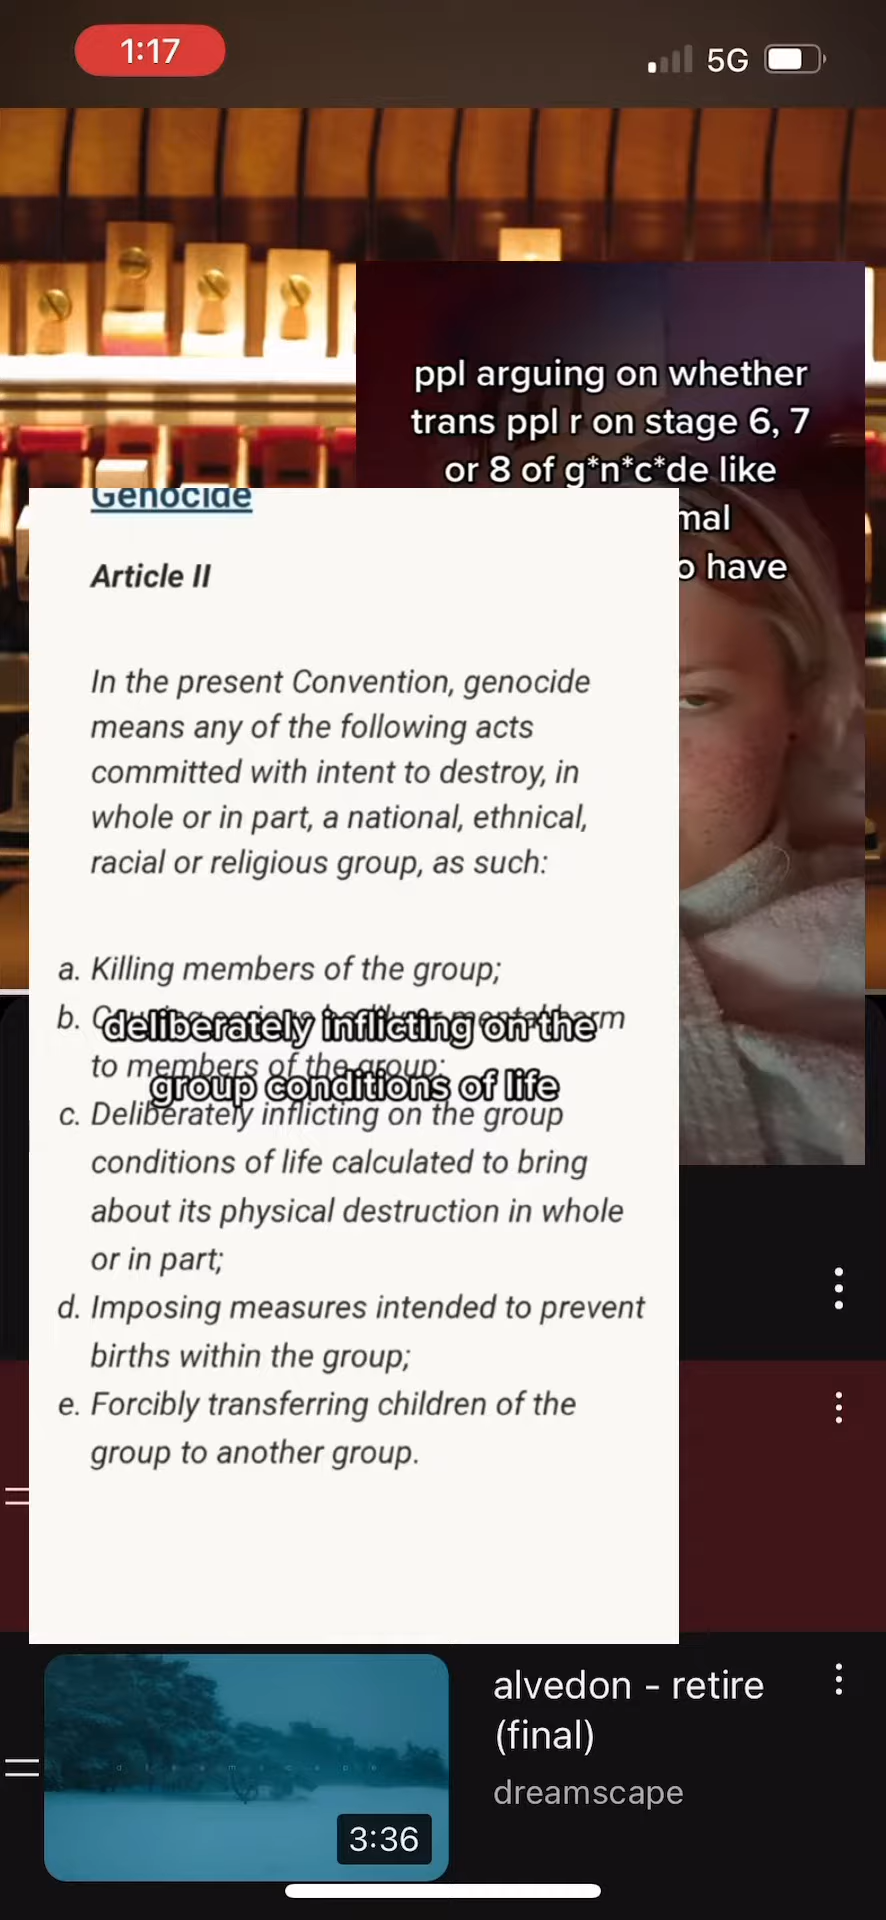 1:17
5G
ppl arguing on whether
trans ppl r on stage 6, 7
or 8 of g*n*c*de like
have
Genocide
Article II
In the present Convention, genocide
means any of the following acts
committed with intent to destroy, in
whole or in part, a national, ethnical,
racial or religious group, as such:
a. Killing members of the group;
b.
deliberately inflicting on the
to members of the group;
group conditions of life
c. Deliberately inflicting on the group
conditions of life calculated to bring
about its physical destruction in whole
or in part;
d. Imposing measures intended to prevent
births within the group;
e. Forcibly transferring children of the
group to another group.
alvedon - retire
(final)
dreamscape
3:36